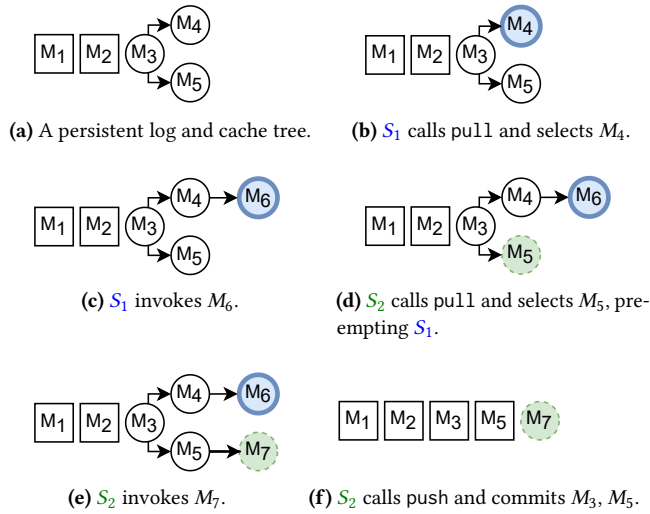 M4
M1 M2 M3
M5
(a) A persistent log and cache tree.
M4
M1 M2 M3
M5
(b) S1 calls pull and selects M4.
M4 M6
M1 M2 M3
M5
(c) S1 invokes M6.
M4 M6
M1 M2 M3
M5
(d) S2 calls pull and selects M5, pre-
empting S1.
M4 M6
M1 M2 M3
M5 M7
(e) S2 invokes M7.
M1 M2 M3 M5 M7
(f) S2 calls push and commits M3, M5.